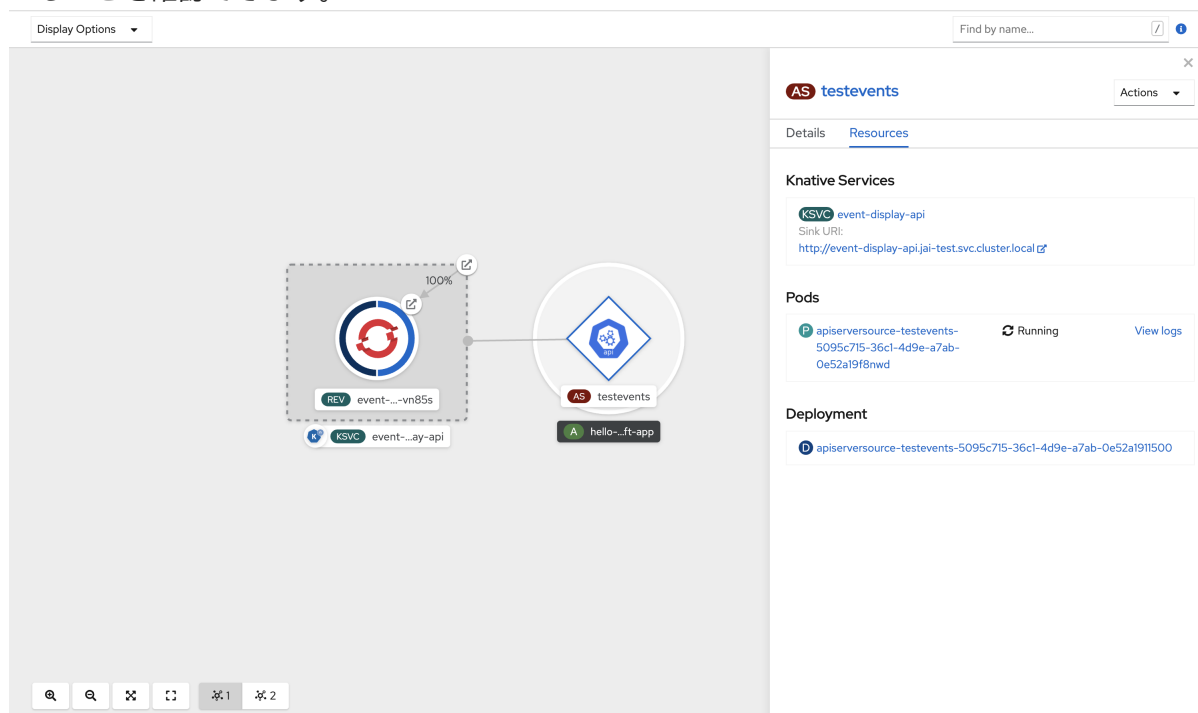 Display Options
Find by name...
/
AS testevents
Actions
Details Resources
Knative Services
KSVC event-display-api
Sink URI:
http://event-display-api.jai-test.svc.cluster.local
Pods
P apiserversource-testevents-
5095c715-36c1-4d9e-a7ab-
0e52a19f8nwd
Running
View logs
Deployment
D apiserversource-testevents-5095c715-36c1-4d9e-a7ab-0e52a1911500
100%
REV event-...-vn85s
KSVC event-...ay-api
api
AS testevents
A hello-...ft-app
1
2